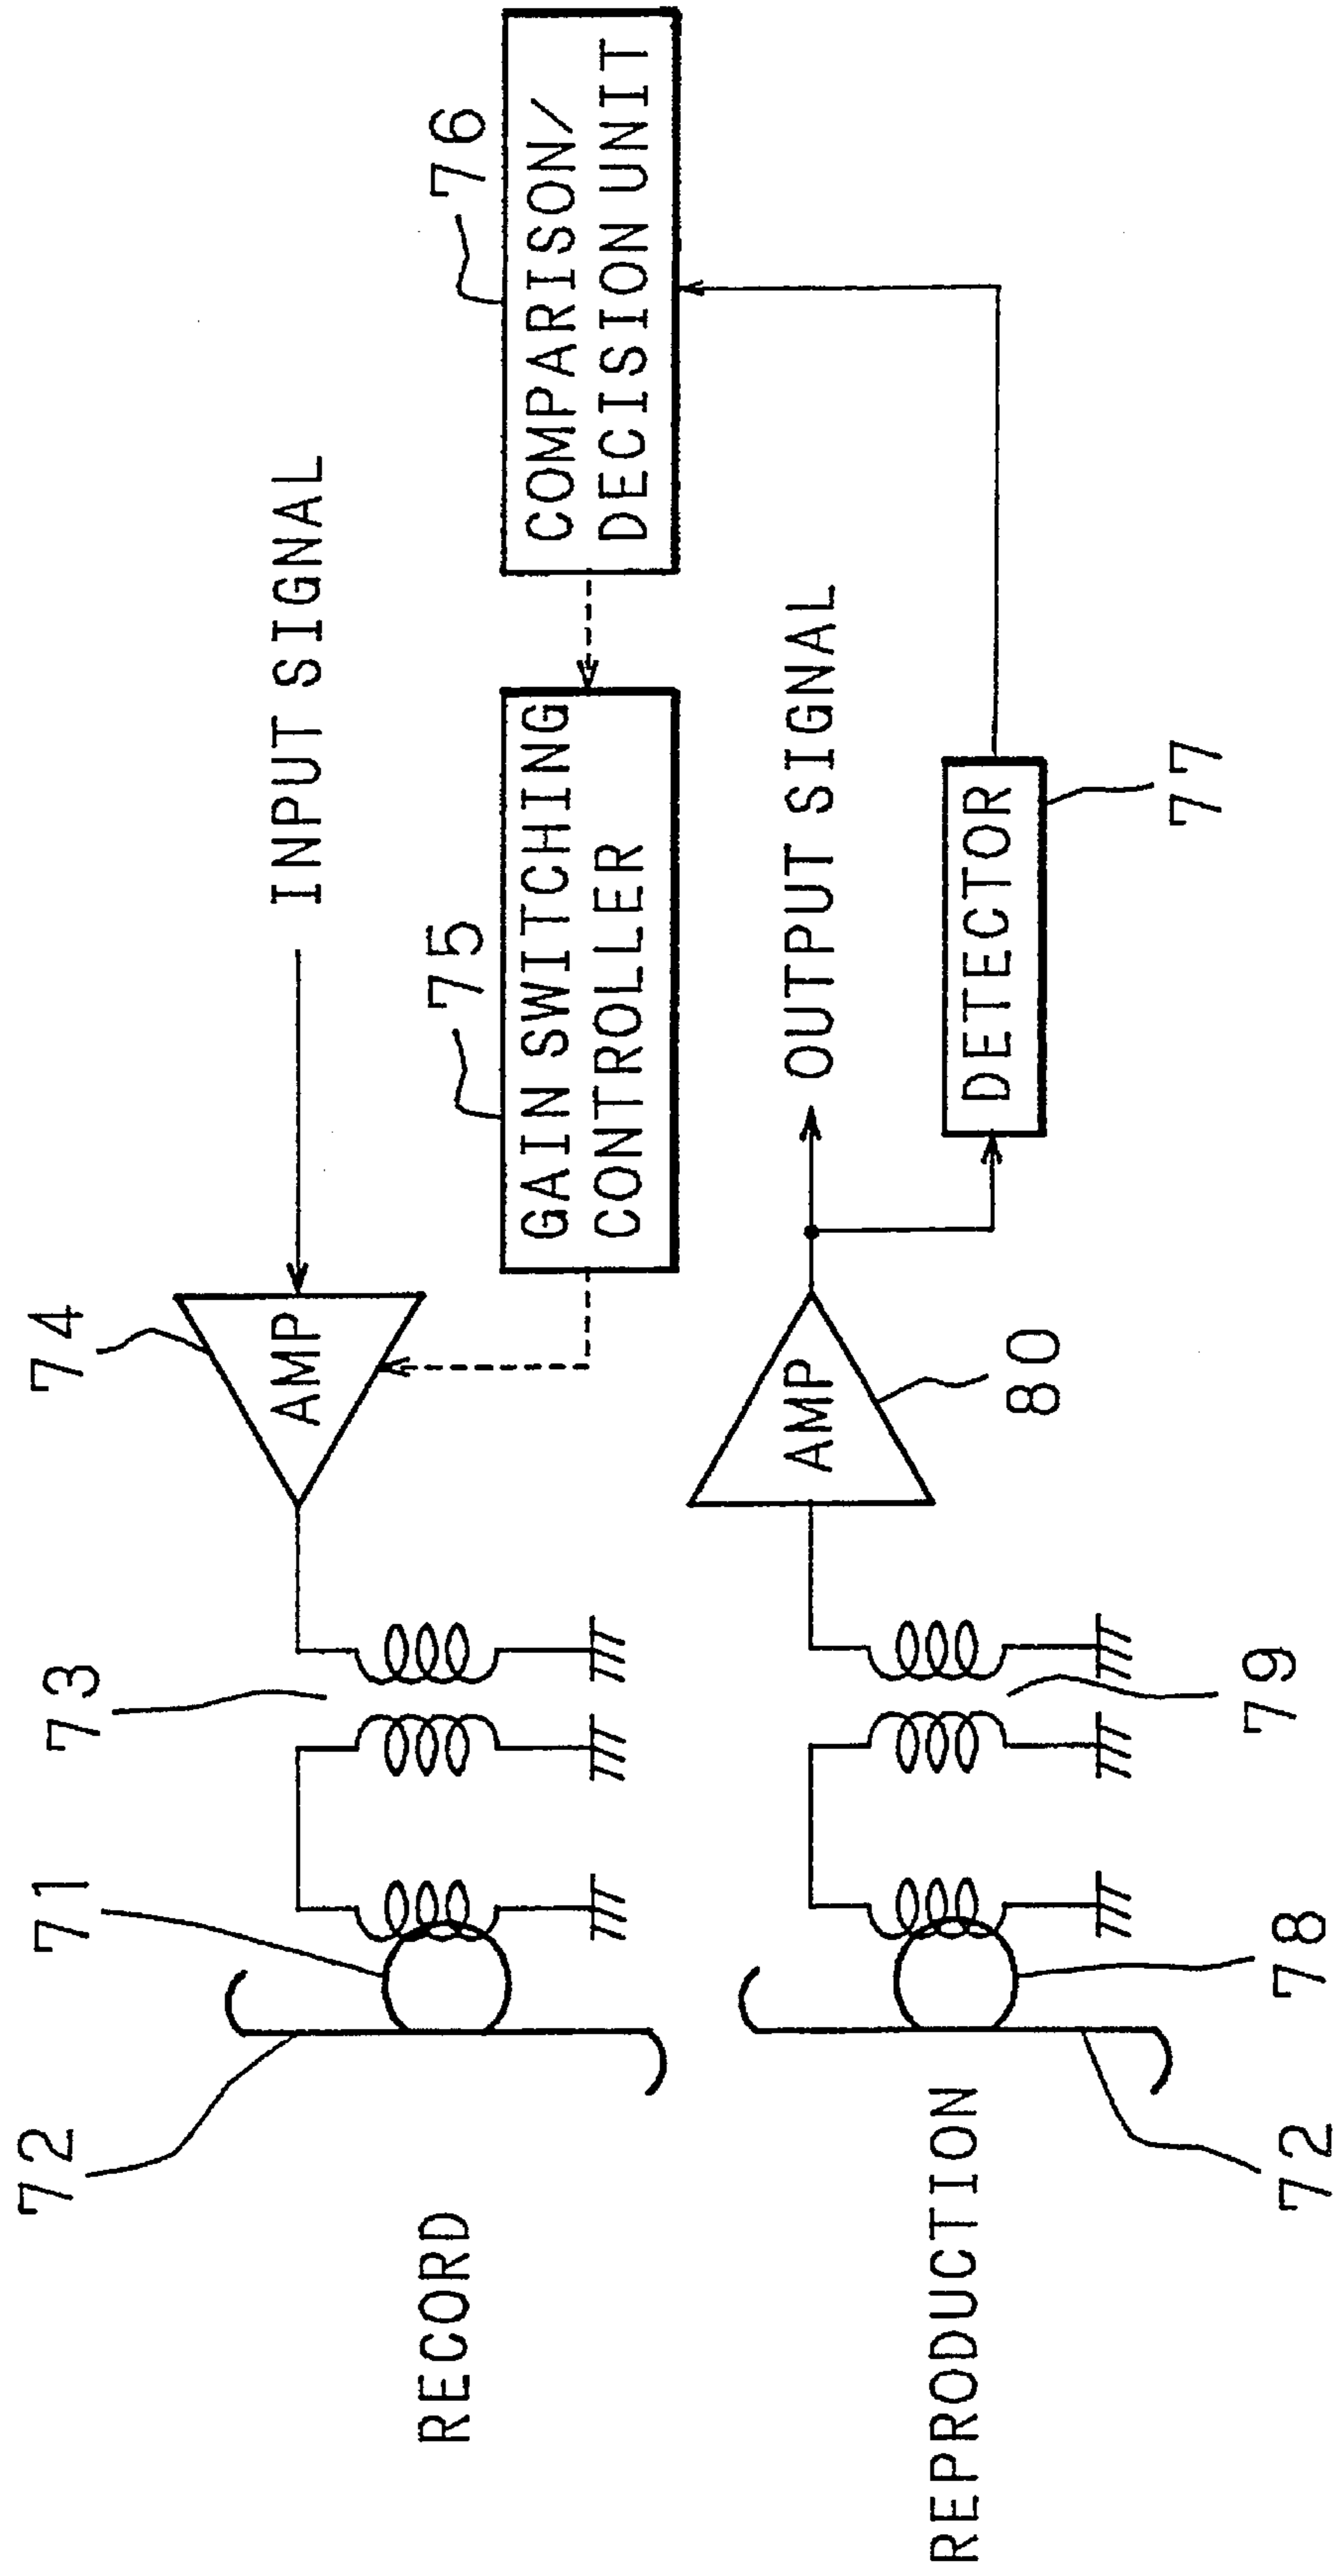 72
71
73
74
INPUT SIGNAL
AMP
75
GAIN SWITCHING
CONTROLLER
76
COMPARISON/
DECISION UNIT
RECORD
OUTPUT SIGNAL
AMP
80
DETECTOR
77
REPRODUCTION
72
78
79